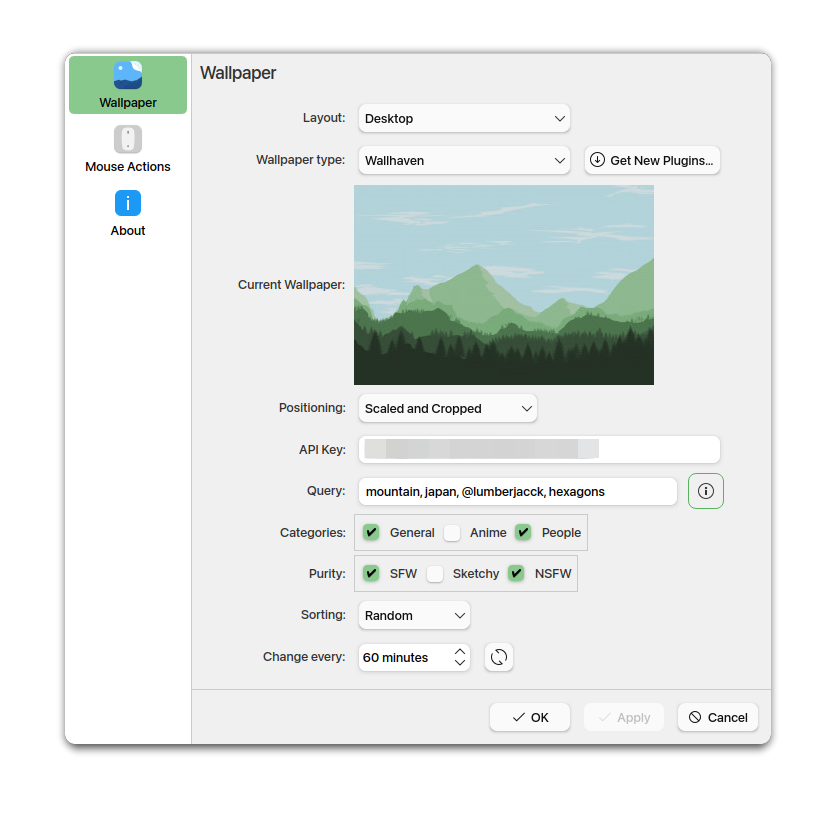 Wallpaper
Mouse Actions
About
Wallpaper
Layout: Desktop
Wallpaper type: Wallhaven Get New Plugins...
Current Wallpaper:
Positioning: Scaled and Cropped
API Key:
Query: mountain, japan, @lumberjacck, hexagons
Categories: General Anime People
Purity: SFW Sketchy NSFW
Sorting: Random
Change every: 60 minutes
OK Apply Cancel